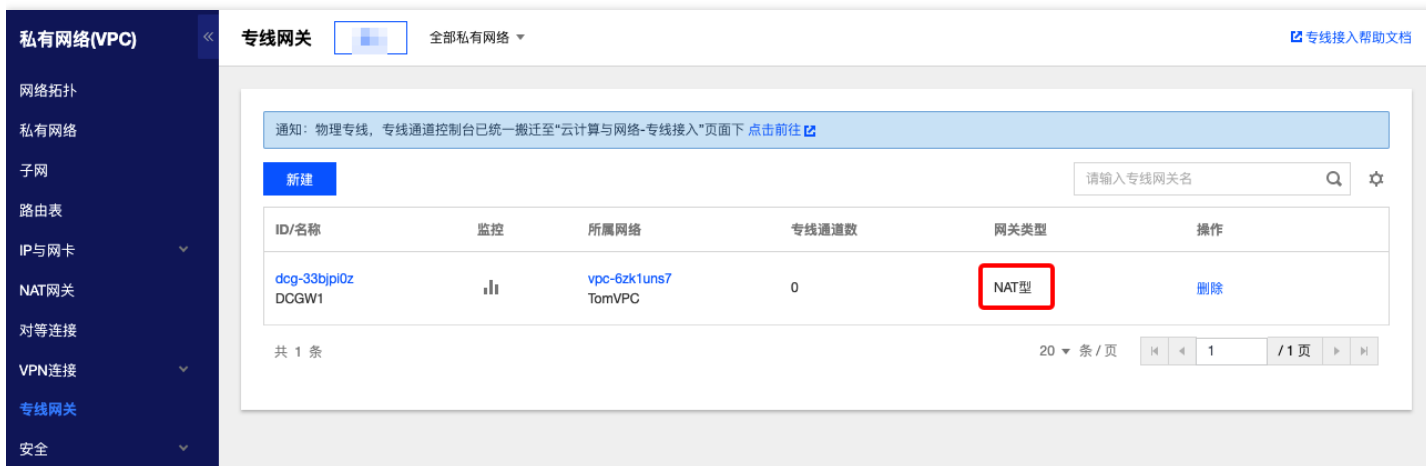 私有网络(VPC)
专线网关
全部私有网络
专线接入帮助文档
网络拓扑
私有网络
子网
路由表
IP与网卡
NAT网关
对等连接
VPN连接
专线网关
安全
通知：物理专线，专线通道控制台已统一搬迁至“云计算与网络-专线接入”页面下 点击前往
新建
请输入专线网关名
ID/名称 监控 所属网络 专线通道数 网关类型 操作
dcg-33bjpi0z vpc-6zk1uns7
DCGW1 TomVPC 0 NAT型 删除
共 1 条 20 条 / 页 1 / 1 页